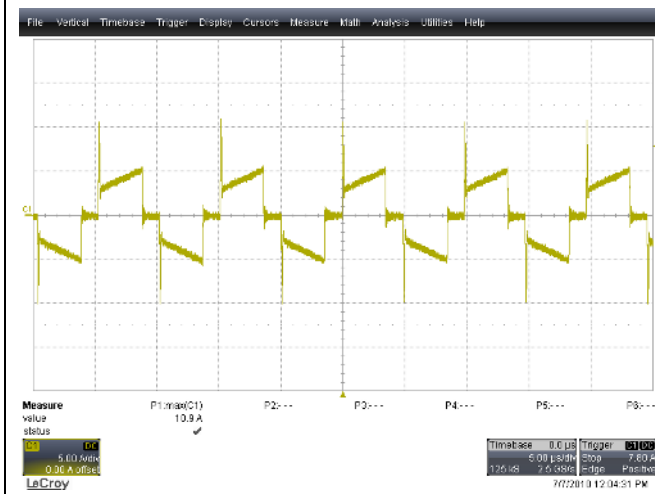 File Vertical Timebase Trigger Display Cursors Measure Math Analysis Utilities Help
C1
Measure P1:max(C1) P2:- - - P3:- - - P4:- - - P5:- - - P6:- - -
value 10.9 A
status ✓
C1 DC
5.00 A/div
0.00 A offset
Timebase 0.0 µs
5.00 µs/div
125 kS 2.5 GS/s
Trigger C1 DC
Stop 7.60 A
Edge Positive
LeCroy
7/7/2010 12:04:31 PM